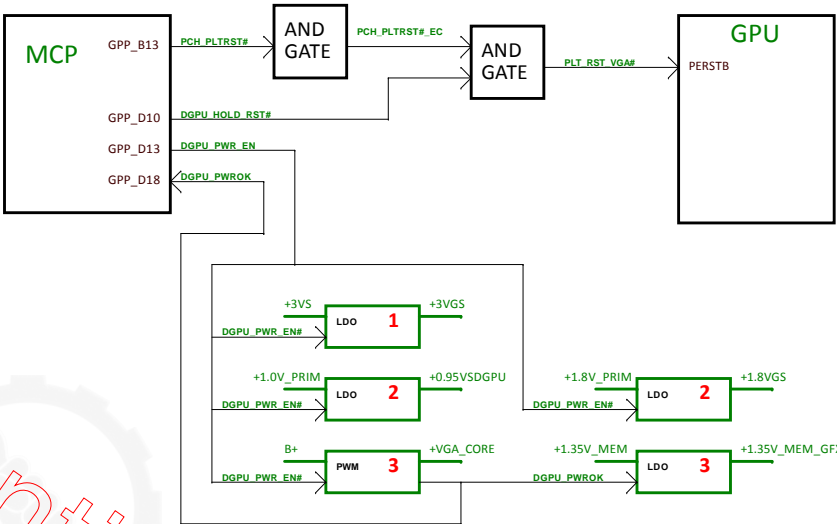 MCP
GPP_B13
PCH_PLTRST#
AND
GATE
PCH_PLTRST#_EC
AND
GATE
PLT_RST_VGA#
GPU
PERSTB
GPP_D10
DGPU_HOLD_RST#
GPP_D13
DGPU_PWR_EN
GPP_D18
DGPU_PWROK
+3VS
LDO
1
+3VGS
DGPU_PWR_EN#
+1.0V_PRIM
LDO
2
+0.95VSDGPU
DGPU_PWR_EN#
+1.8V_PRIM
LDO
2
+1.8VGS
DGPU_PWR_EN#
B+
PWM
3
+VGA_CORE
DGPU_PWR_EN#
+1.35V_MEM
LDO
3
+1.35V_MEM_GF
DGPU_PWROK